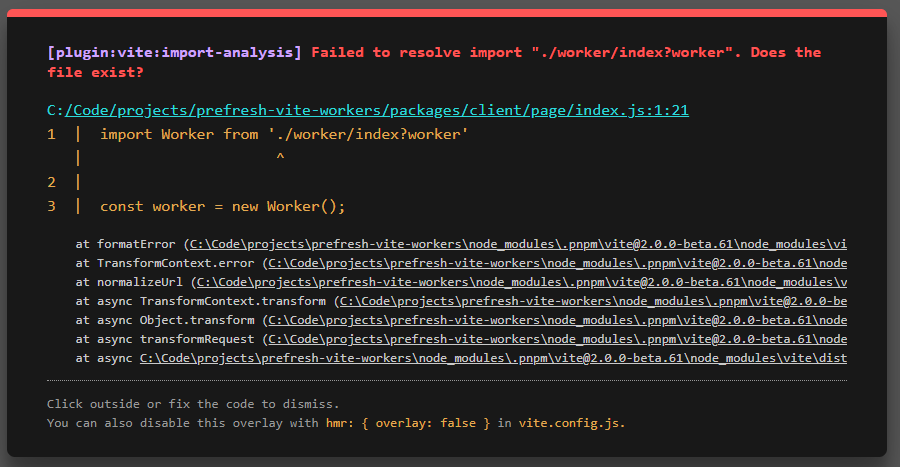 [plugin:vite:import-analysis] Failed to resolve import "./worker/index?worker". Does the
file exist?
C:/Code/projects/prefresh-vite-workers/packages/client/page/index.js:1:21
1 | import Worker from './worker/index?worker'
| ^
2 |
3 | const worker = new Worker();
at formatError (C:\Code\projects\prefresh-vite-workers\node_modules\.pnpm\vite@2.0.0-beta.61\node_modules\vi
at TransformContext.error (C:\Code\projects\prefresh-vite-workers\node_modules\.pnpm\vite@2.0.0-beta.61\node
at normalizeUrl (C:\Code\projects\prefresh-vite-workers\node_modules\.pnpm\vite@2.0.0-beta.61\node_modules\v
at async TransformContext.transform (C:\Code\projects\prefresh-vite-workers\node_modules\.pnpm\vite@2.0.0-be
at async Object.transform (C:\Code\projects\prefresh-vite-workers\node_modules\.pnpm\vite@2.0.0-beta.61\node
at async transformRequest (C:\Code\projects\prefresh-vite-workers\node_modules\.pnpm\vite@2.0.0-beta.61\node
at async C:\Code\projects\prefresh-vite-workers\node_modules\.pnpm\vite@2.0.0-beta.61\node_modules\vite\dist
Click outside or fix the code to dismiss.
You can also disable this overlay with hmr: { overlay: false } in vite.config.js.